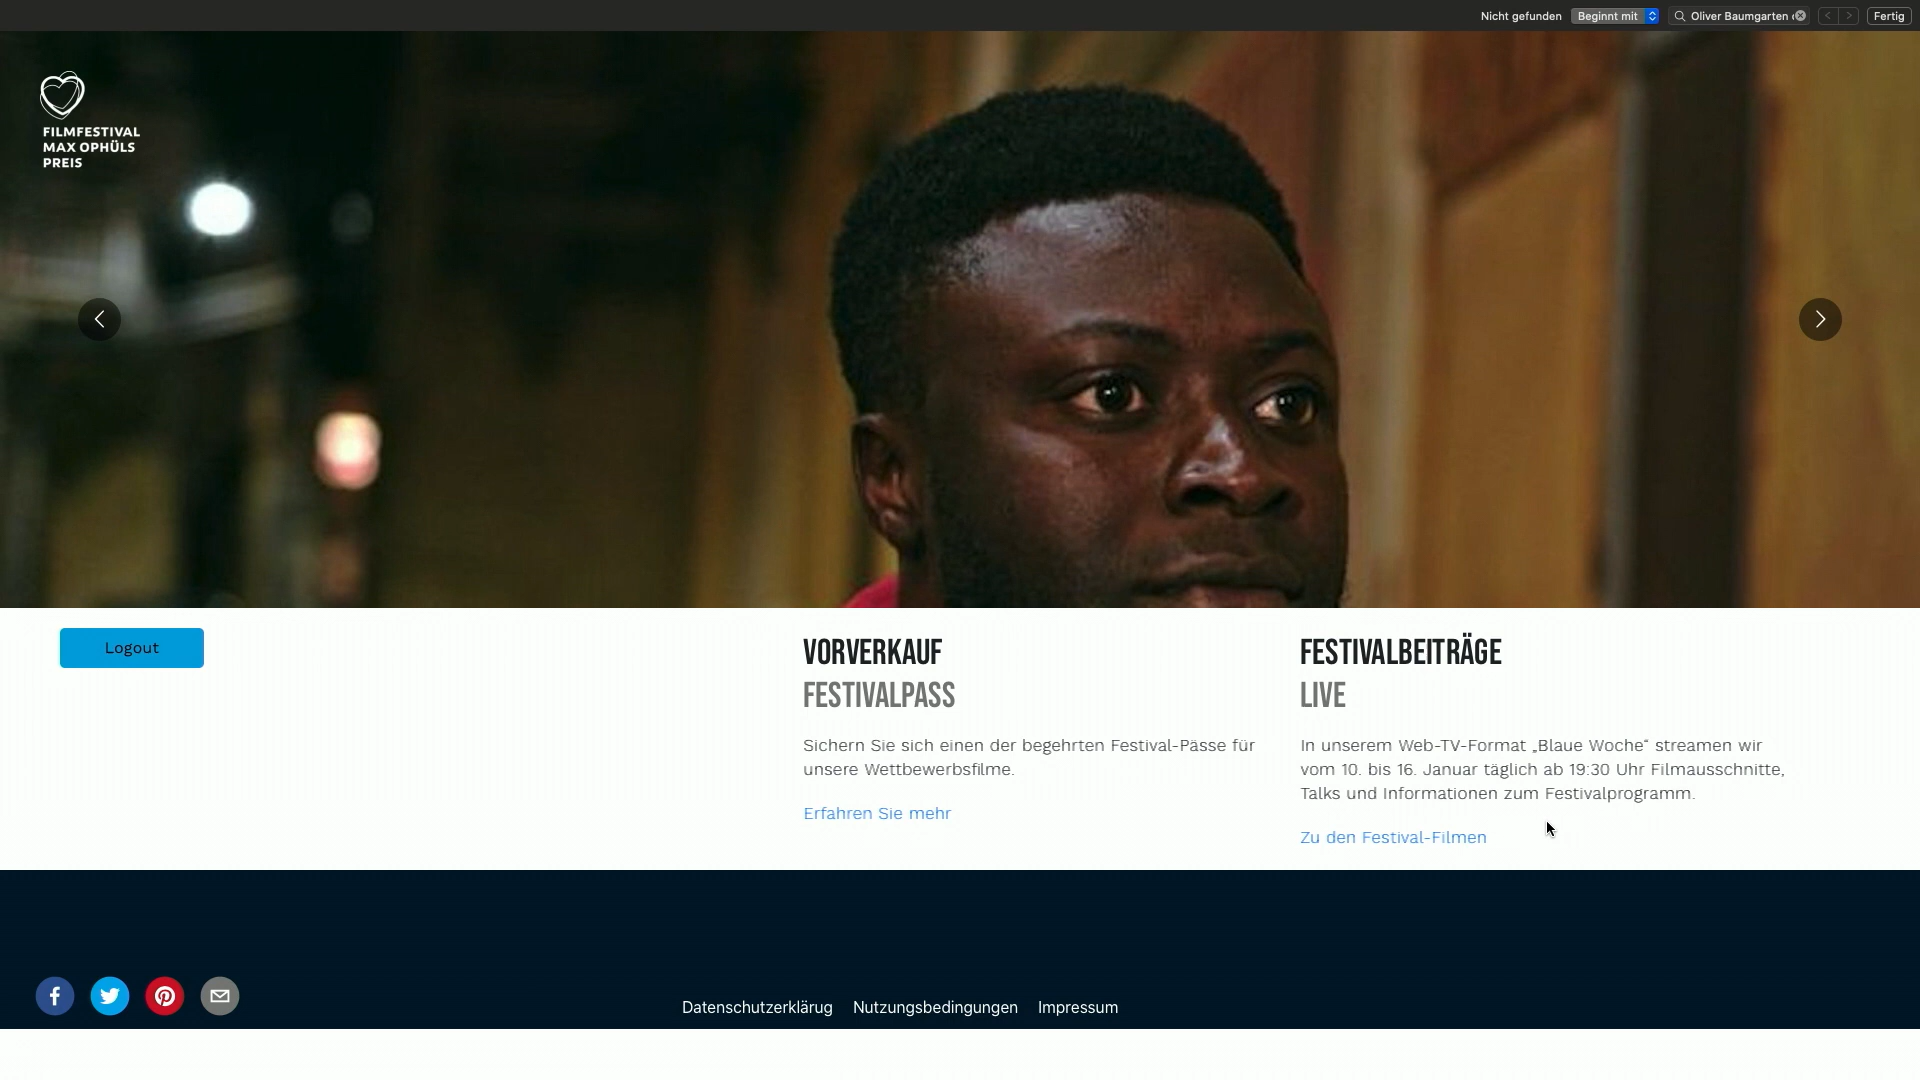 Nicht gefunden
Beginnt mit
Oliver Baumgarten
Fertig
FILMFESTIVAL
MAX OPHÜLS
PREIS
Logout
VORVERKAUF
FESTIVALPASS
Sichern Sie sich einen der begehrten Festival-Pässe für
unsere Wettbewerbsfilme.
Erfahren Sie mehr
FESTIVALBEITRÄGE
LIVE
In unserem Web-TV-Format „Blaue Woche“ streamen wir
vom 10. bis 16. Januar täglich ab 19:30 Uhr Filmausschnitte,
Talks und Informationen zum Festivalprogramm.
Zu den Festival-Filmen
Datenschutzerklärug
Nutzungsbedingungen
Impressum